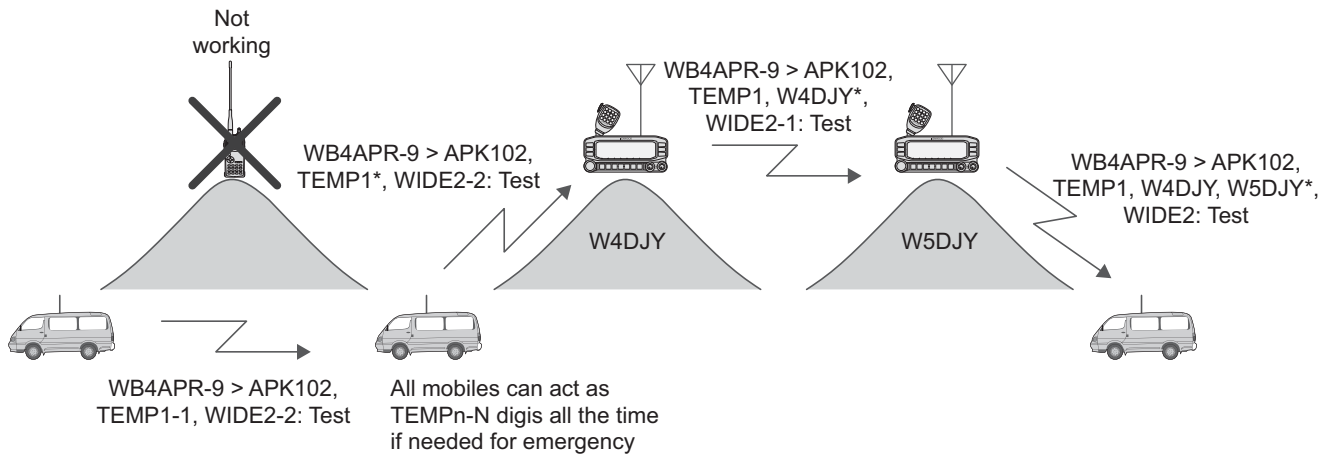 Not
working
WB4APR-9 > APK102,
TEMP1-1, WIDE2-2: Test
All mobiles can act as
TEMPn-N digis all the time
if needed for emergency
WB4APR-9 > APK102,
TEMP1*, WIDE2-2: Test
W4DJY
WB4APR-9 > APK102,
TEMP1, W4DJY*,
WIDE2-1: Test
W5DJY
WB4APR-9 > APK102,
TEMP1, W4DJY, W5DJY*,
WIDE2: Test